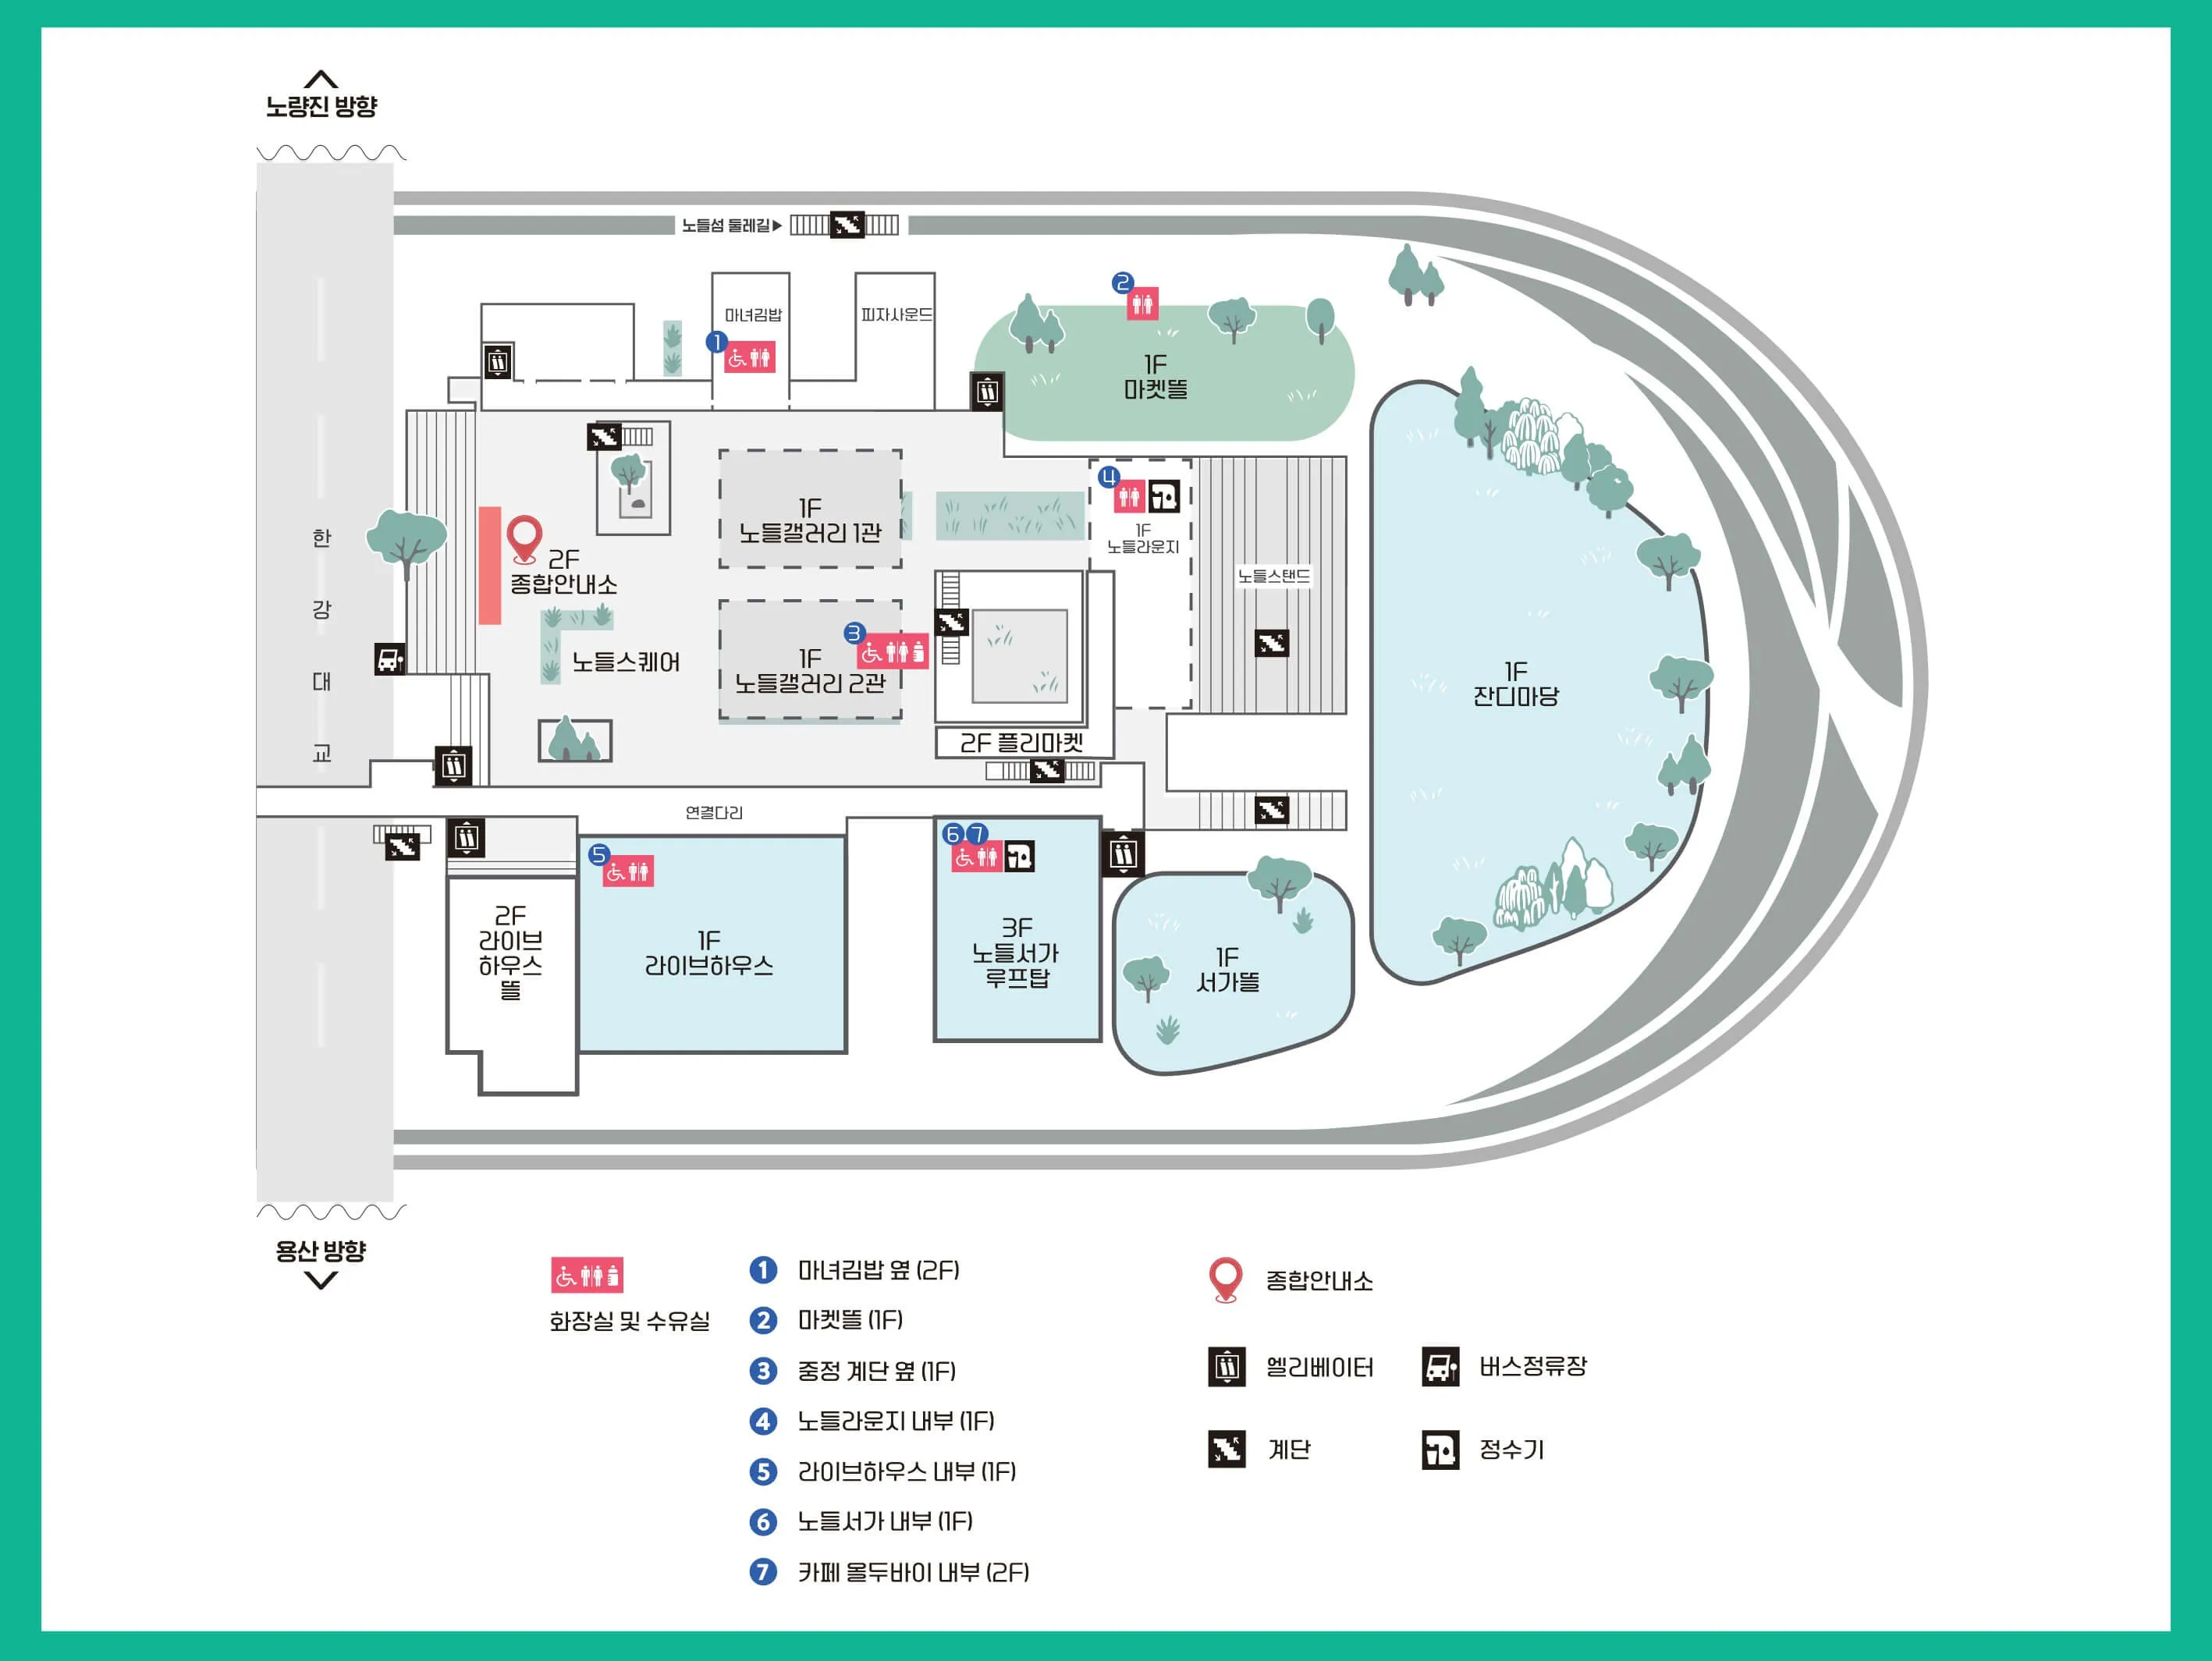 노량진 방향
노들섬 둘레길▶
마녀김밥
피자사운드
1
2
1F
마켓뜰
1F
노들갤러리 1관
4
1F
노들라운지
한
강
대
교
2F
종합안내소
노들스탠드
노들스퀘어
3
1F
노들갤러리 2관
1F
잔디마당
2F 플리마켓
연결다리
5
6 7
2F
라이브
하우스
뜰
1F
라이브하우스
3F
노들서가
루프탑
1F
서가뜰
용산 방향
화장실 및 수유실
1 마녀김밥 옆 (2F)
2 마켓뜰 (1F)
3 중정 계단 옆 (1F)
4 노들라운지 내부 (1F)
5 라이브하우스 내부 (1F)
6 노들서가 내부 (1F)
7 카페 올두바이 내부 (2F)
종합안내소
엘리베이터
버스정류장
계단
정수기